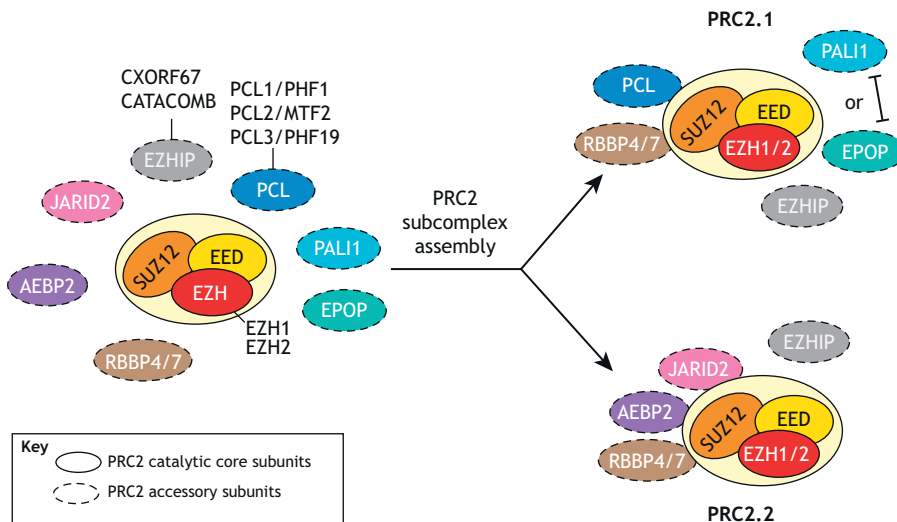 PRC2.1
CXORF67
CATACOMB
PCL1/PHF1
PCL2/MTF2
PCL3/PHF19
EZHIP
JARID2
PCL
SUZ12
EED
EZH
PALI1
AEBP2
EPOP
EZH1
EZH2
RBBP4/7
PRC2
subcomplex
assembly
PALI1
PCL
or
SUZ12
EED
RBBP4/7
EZH1/2
EPOP
EZHIP
EZHIP
JARID2
AEBP2
SUZ12
EED
RBBP4/7
EZH1/2
PRC2.2
Key
PRC2 catalytic core subunits
PRC2 accessory subunits